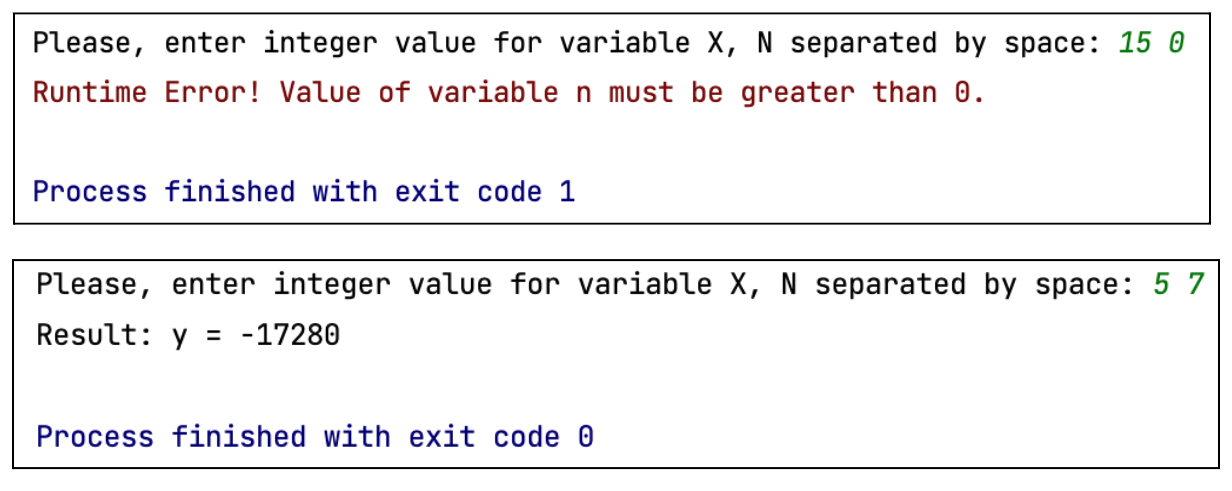 Please, enter integer value for variable X, N separated by space: 15 0
Runtime Error! Value of variable n must be greater than 0.
Process finished with exit code 1
Please, enter integer value for variable X, N separated by space: 5 7
Result: y = -17280
Process finished with exit code 0